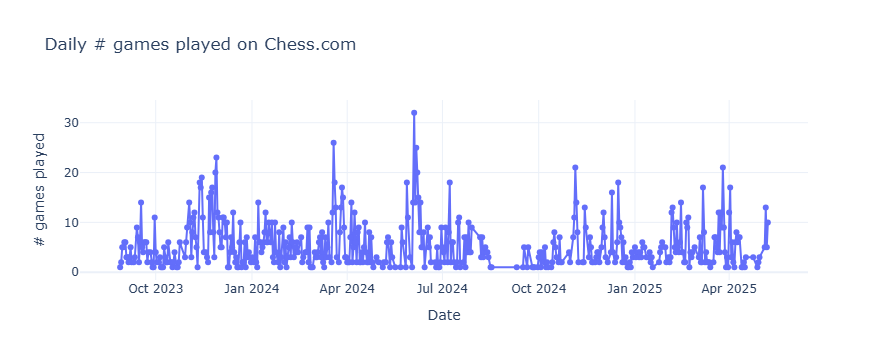 Daily # games played on Chess.com
# games played
30
20
10
0
Oct 2023
Jan 2024
Apr 2024
Jul 2024
Oct 2024
Jan 2025
Apr 2025
Date